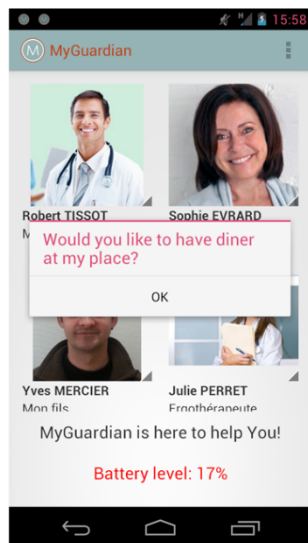 15:58
M MyGuardian
Robert TISSOT Sophie EVRARD
M
Would you like to have diner
at my place?
OK
Yves MERCIER Julie PERRET
Mon fils Ergothérapeute
MyGuardian is here to help You!
Battery level: 17%